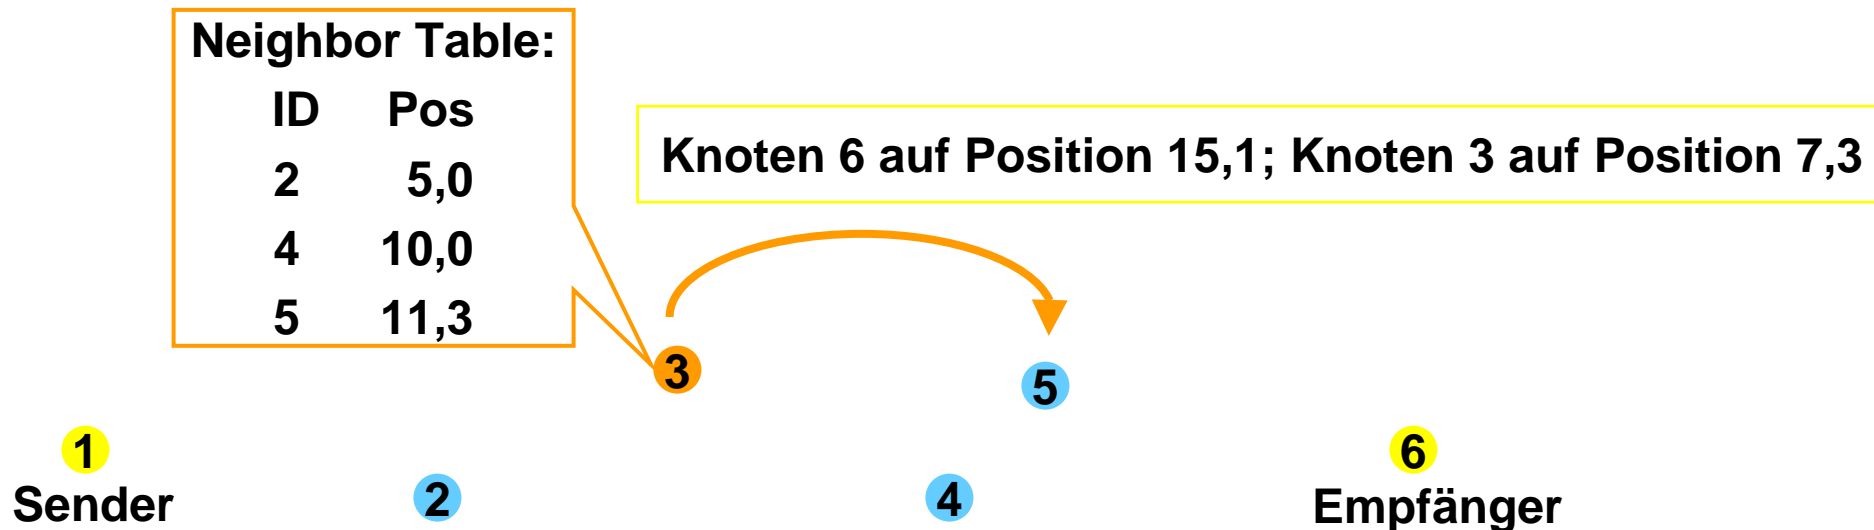 Neighbor Table:
ID Pos
2 5,0
4 10,0
5 11,3
Knoten 6 auf Position 15,1; Knoten 3 auf Position 7,3
3
5
1
6
Sender
2
4
Empfänger